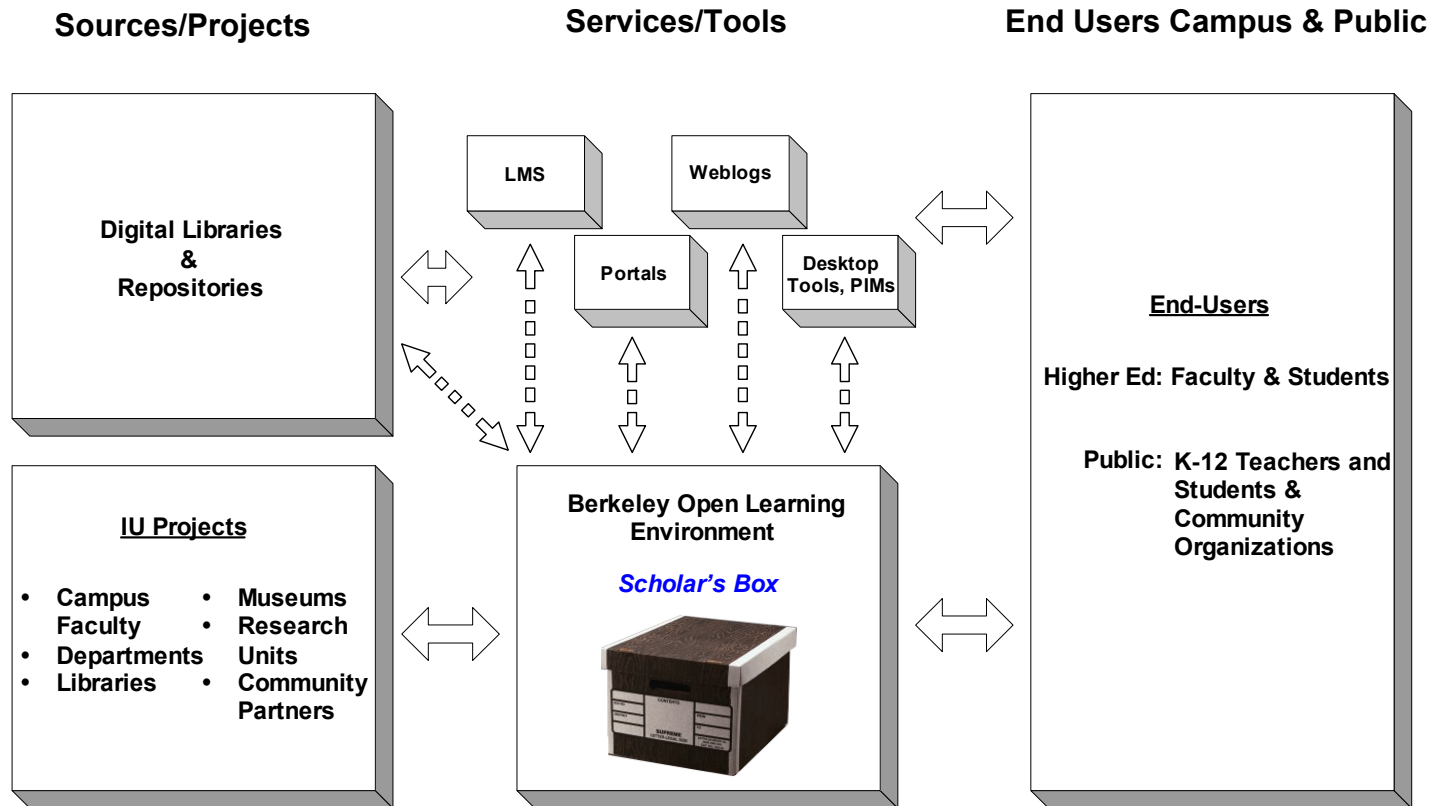 Sources/Projects
Services/Tools
End Users Campus & Public
Digital Libraries
&
Repositories
LMS
Weblogs
Portals
Desktop
Tools, PIMs
End-Users
Higher Ed: Faculty & Students
Public: K-12 Teachers and
Students &
Community
Organizations
IU Projects
• Campus
Faculty
• Departments
• Libraries
• Museums
• Research
Units
• Community
Partners
Berkeley Open Learning
Environment
Scholar's Box
CONTENTS
SUPREME